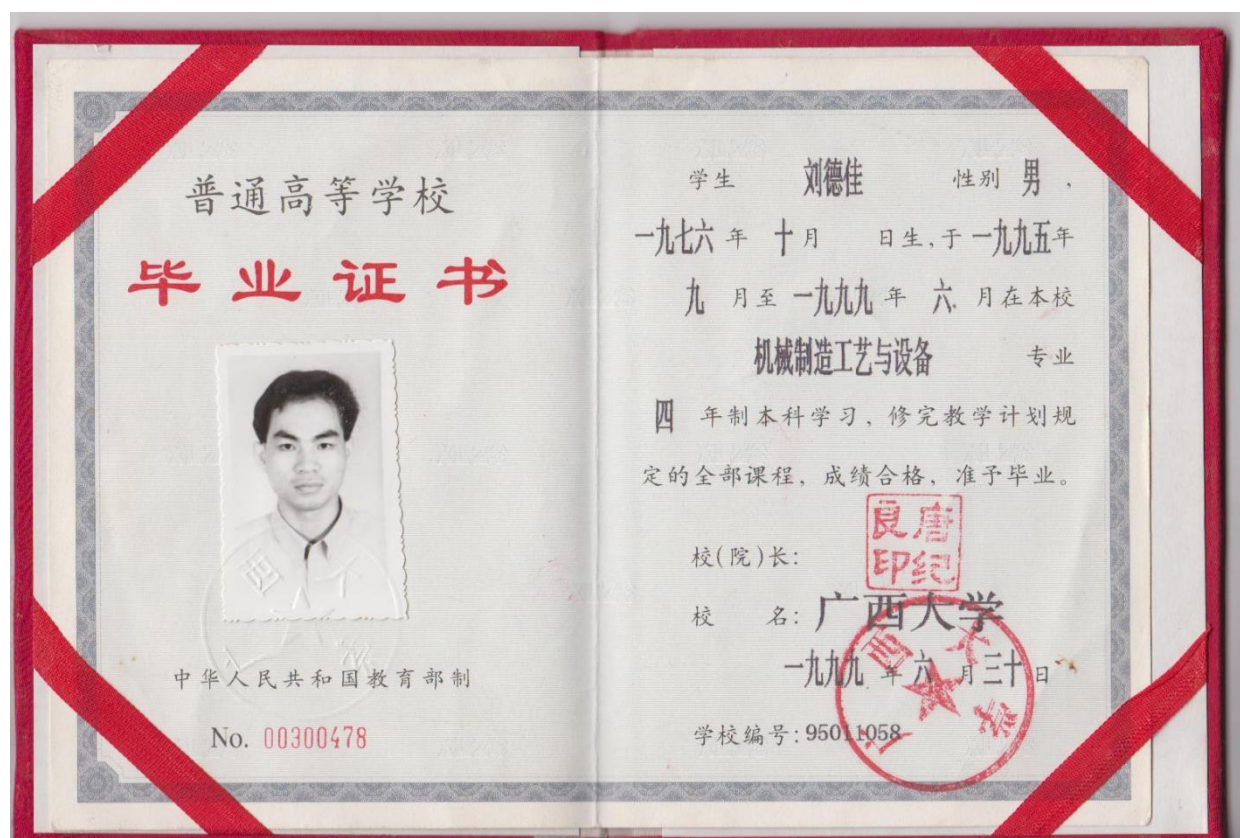 普通高等学校
毕业证书
中华人民共和国教育部制
No. 00300478
学生 刘德佳 性别 男,
一九七六年 十月 日生,于一九九五年
九 月至 一九九九 年 六 月在本校
机械制造工艺与设备 专业
四 年制本科学习,修完教学计划规
定的全部课程,成绩合格,准予毕业。
唐纪良印
校(院)长:
校 名: 广西大学
一九九九 年 六 月三十日
学校编号: 95011058
广西大学